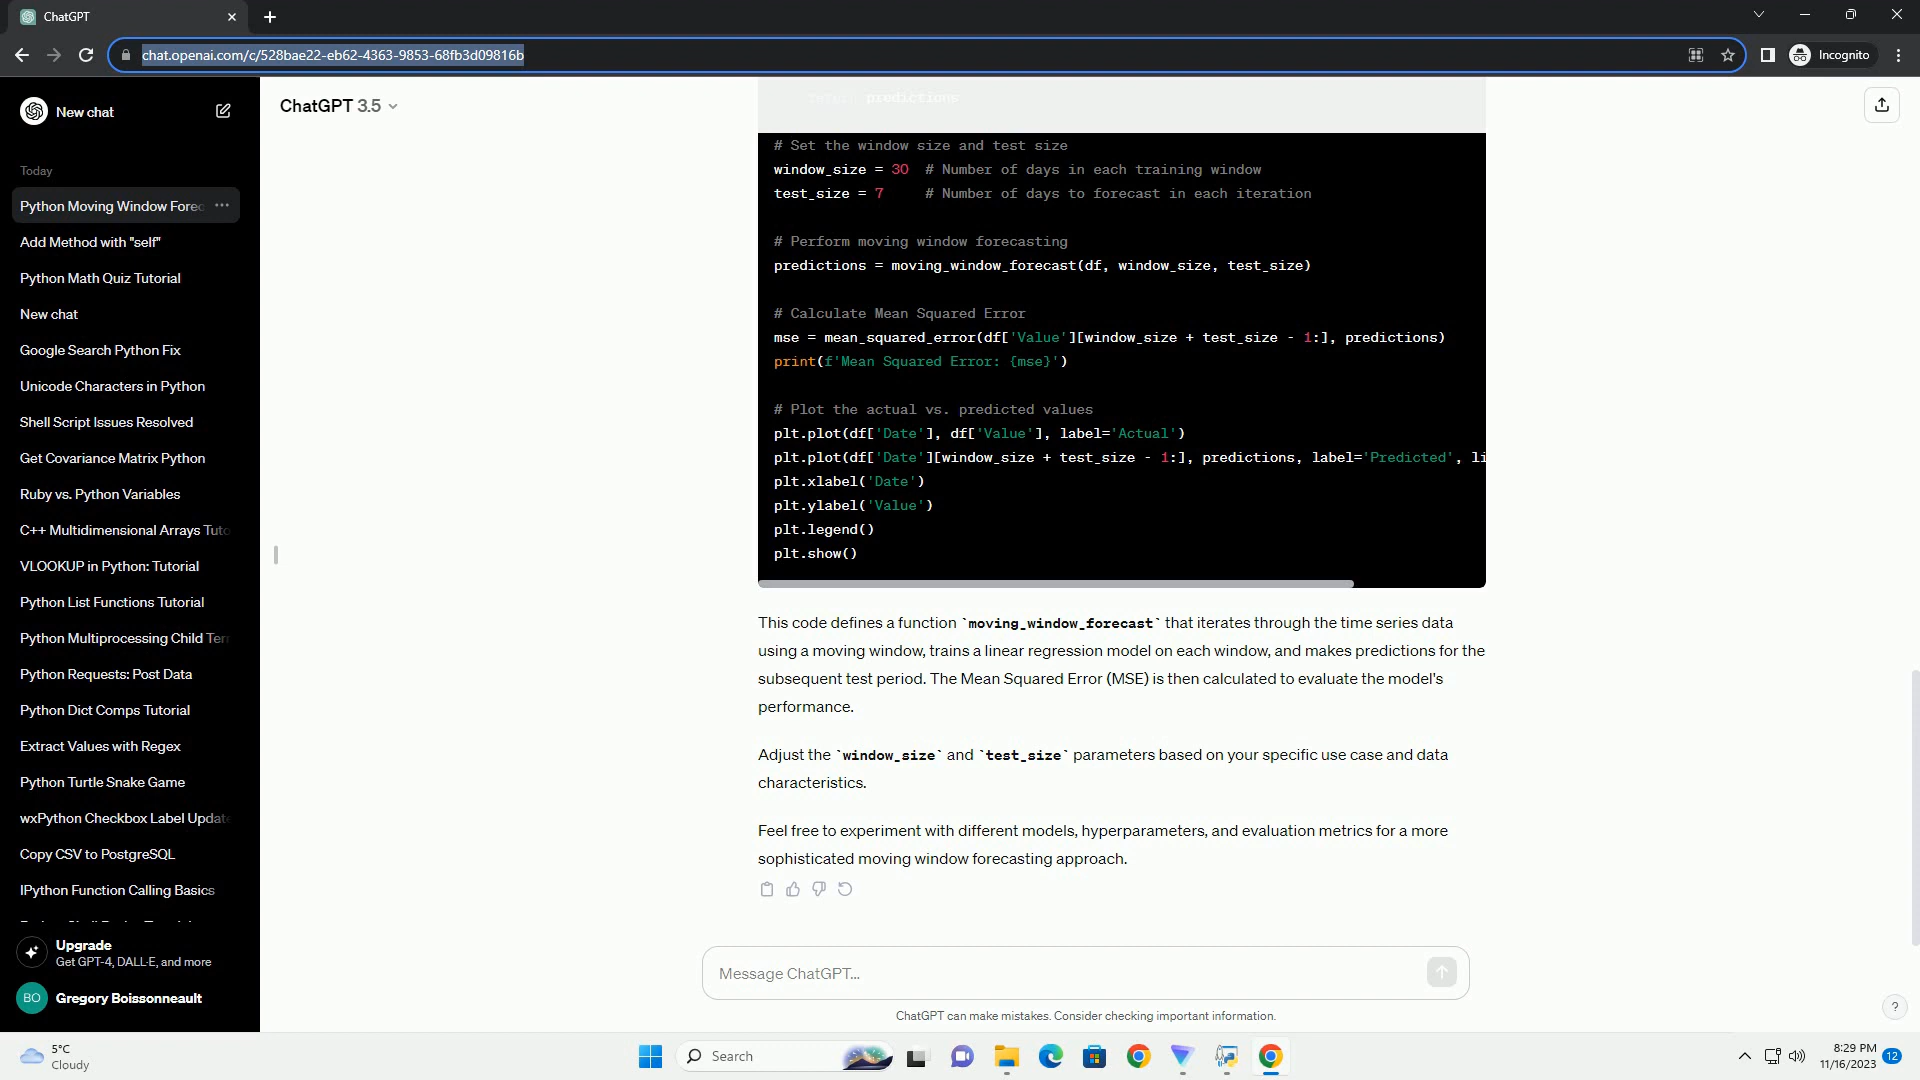 ChatGPT
chat.openai.com/c/528bae22-eb62-4363-9853-68fb3d09816b
Incognito
New chat
Today
Python Moving Window Forec
Add Method with "self"
Python Math Quiz Tutorial
New chat
Google Search Python Fix
Unicode Characters in Python
Shell Script Issues Resolved
Get Covariance Matrix Python
Ruby vs. Python Variables
C++ Multidimensional Arrays Tuto
VLOOKUP in Python: Tutorial
Python List Functions Tutorial
Python Multiprocessing Child Tern
Python Requests: Post Data
Python Dict Comps Tutorial
Extract Values with Regex
Python Turtle Snake Game
wxPython Checkbox Label Update
Copy CSV to PostgreSQL
IPython Function Calling Basics
Upgrade
Get GPT-4, DALL·E, and more
BO
Gregory Boissonneault
ChatGPT 3.5
return predictions
# Set the window size and test size
window_size = 30  # Number of days in each training window
test_size = 7     # Number of days to forecast in each iteration
# Perform moving window forecasting
predictions = moving_window_forecast(df, window_size, test_size)
# Calculate Mean Squared Error
mse = mean_squared_error(df['Value'][window_size + test_size - 1:], predictions)
print(f'Mean Squared Error: {mse}')
# Plot the actual vs. predicted values
plt.plot(df['Date'], df['Value'], label='Actual')
plt.plot(df['Date'][window_size + test_size - 1:], predictions, label='Predicted', li
plt.xlabel('Date')
plt.ylabel('Value')
plt.legend()
plt.show()
This code defines a function `moving_window_forecast` that iterates through the time series data
using a moving window, trains a linear regression model on each window, and makes predictions for the
subsequent test period. The Mean Squared Error (MSE) is then calculated to evaluate the model's
performance.
Adjust the `window_size` and `test_size` parameters based on your specific use case and data
characteristics.
Feel free to experiment with different models, hyperparameters, and evaluation metrics for a more
sophisticated moving window forecasting approach.
Message ChatGPT...
ChatGPT can make mistakes. Consider checking important information.
?
5°C
Cloudy
Search
8:29 PM
11/16/2023
12